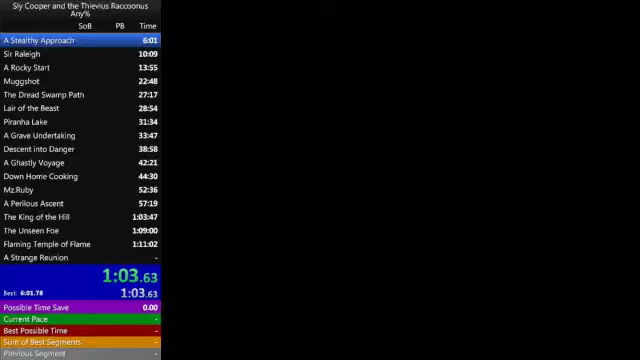 Sly Cooper and the Thievius Raccoonus
Any%
SoB PB Time
A Stealthy Approach 6:01
Sir Raleigh 10:09
A Rocky Start 13:55
Muggshot 22:48
The Dread Swamp Path 27:17
Lair of the Beast 28:54
Piranha Lake 31:34
A Grave Undertaking 33:47
Descent into Danger 38:58
A Ghastly Voyage 42:21
Down Home Cooking 44:30
Mz.Ruby 52:36
A Perilous Ascent 57:19
The King of the Hill 1:03:47
The Unseen Foe 1:09:00
Flaming Temple of Flame 1:11:02
A Strange Reunion -
1:03.63
Best: 6:01.78 1:03.63
Possible Time Save 0.00
Current Pace -
Best Possible Time -
Sum of Best Segments -
Previous Segment -